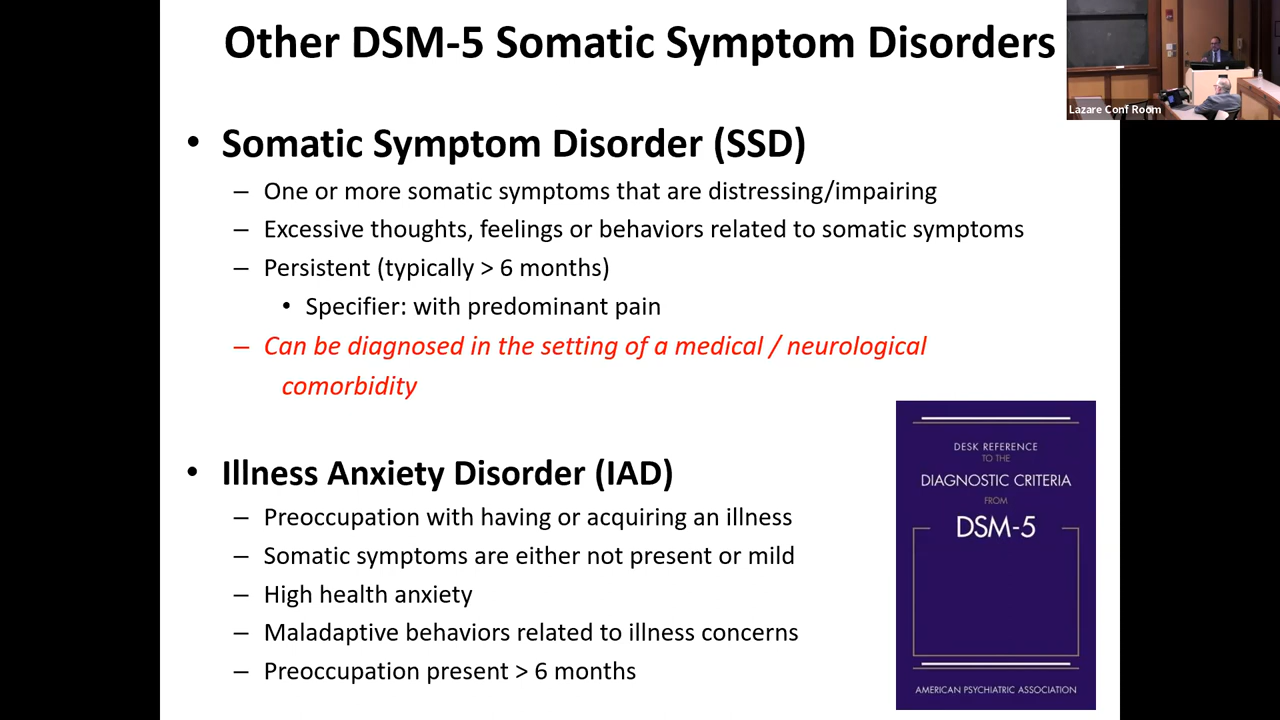 Other DSM-5 Somatic Symptom Disorders
Lazare Conf Room
• Somatic Symptom Disorder (SSD)
– One or more somatic symptoms that are distressing/impairing
– Excessive thoughts, feelings or behaviors related to somatic symptoms
– Persistent (typically > 6 months)
• Specifier: with predominant pain
– Can be diagnosed in the setting of a medical / neurological
comorbidity
• Illness Anxiety Disorder (IAD)
– Preoccupation with having or acquiring an illness
– Somatic symptoms are either not present or mild
– High health anxiety
– Maladaptive behaviors related to illness concerns
– Preoccupation present > 6 months
DESK REFERENCE
TO THE
DIAGNOSTIC CRITERIA
FROM
DSM-5
AMERICAN PSYCHIATRIC ASSOCIATION